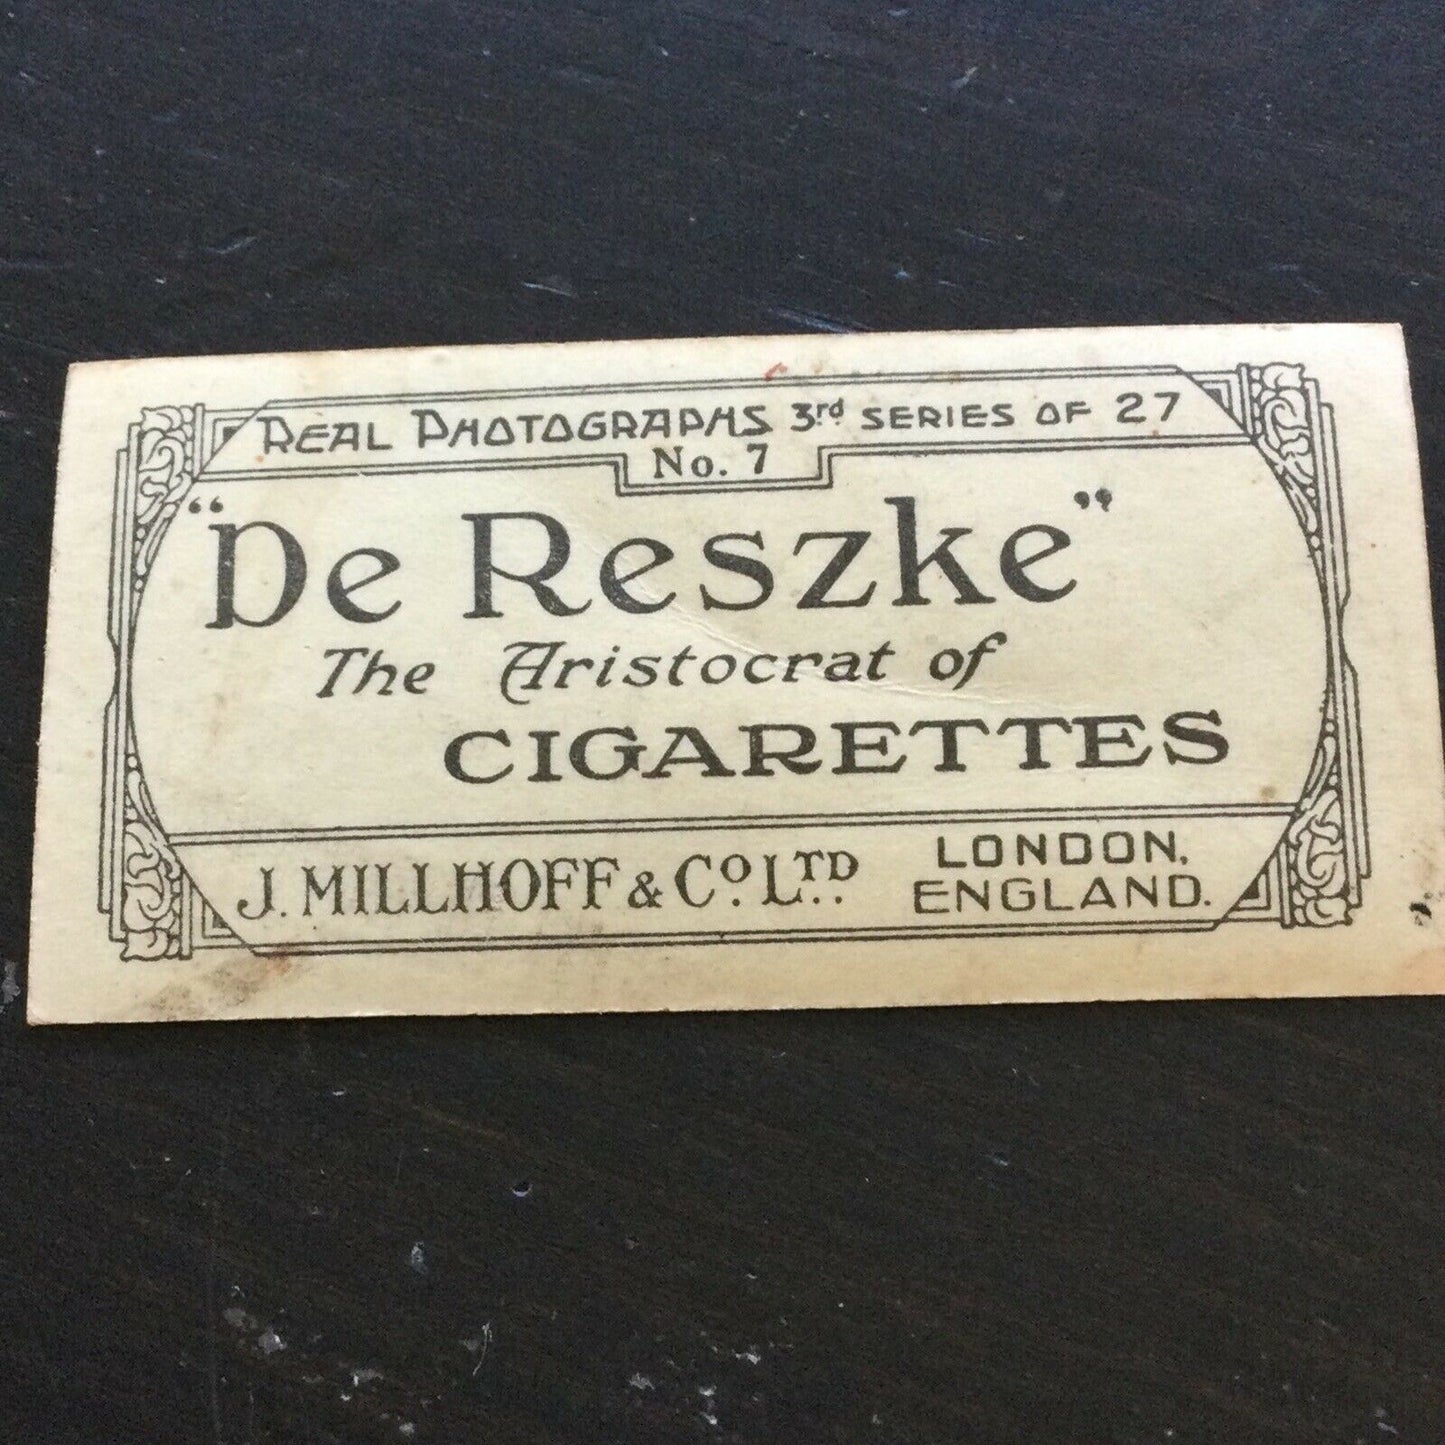 REAL PHOTOGRAPHS 3rd SERIES OF 27
No. 7
"De Reszke"
The Aristocrat of
CIGARETTES
J. MILLHOFF & Co. LTD.
LONDON,
ENGLAND.